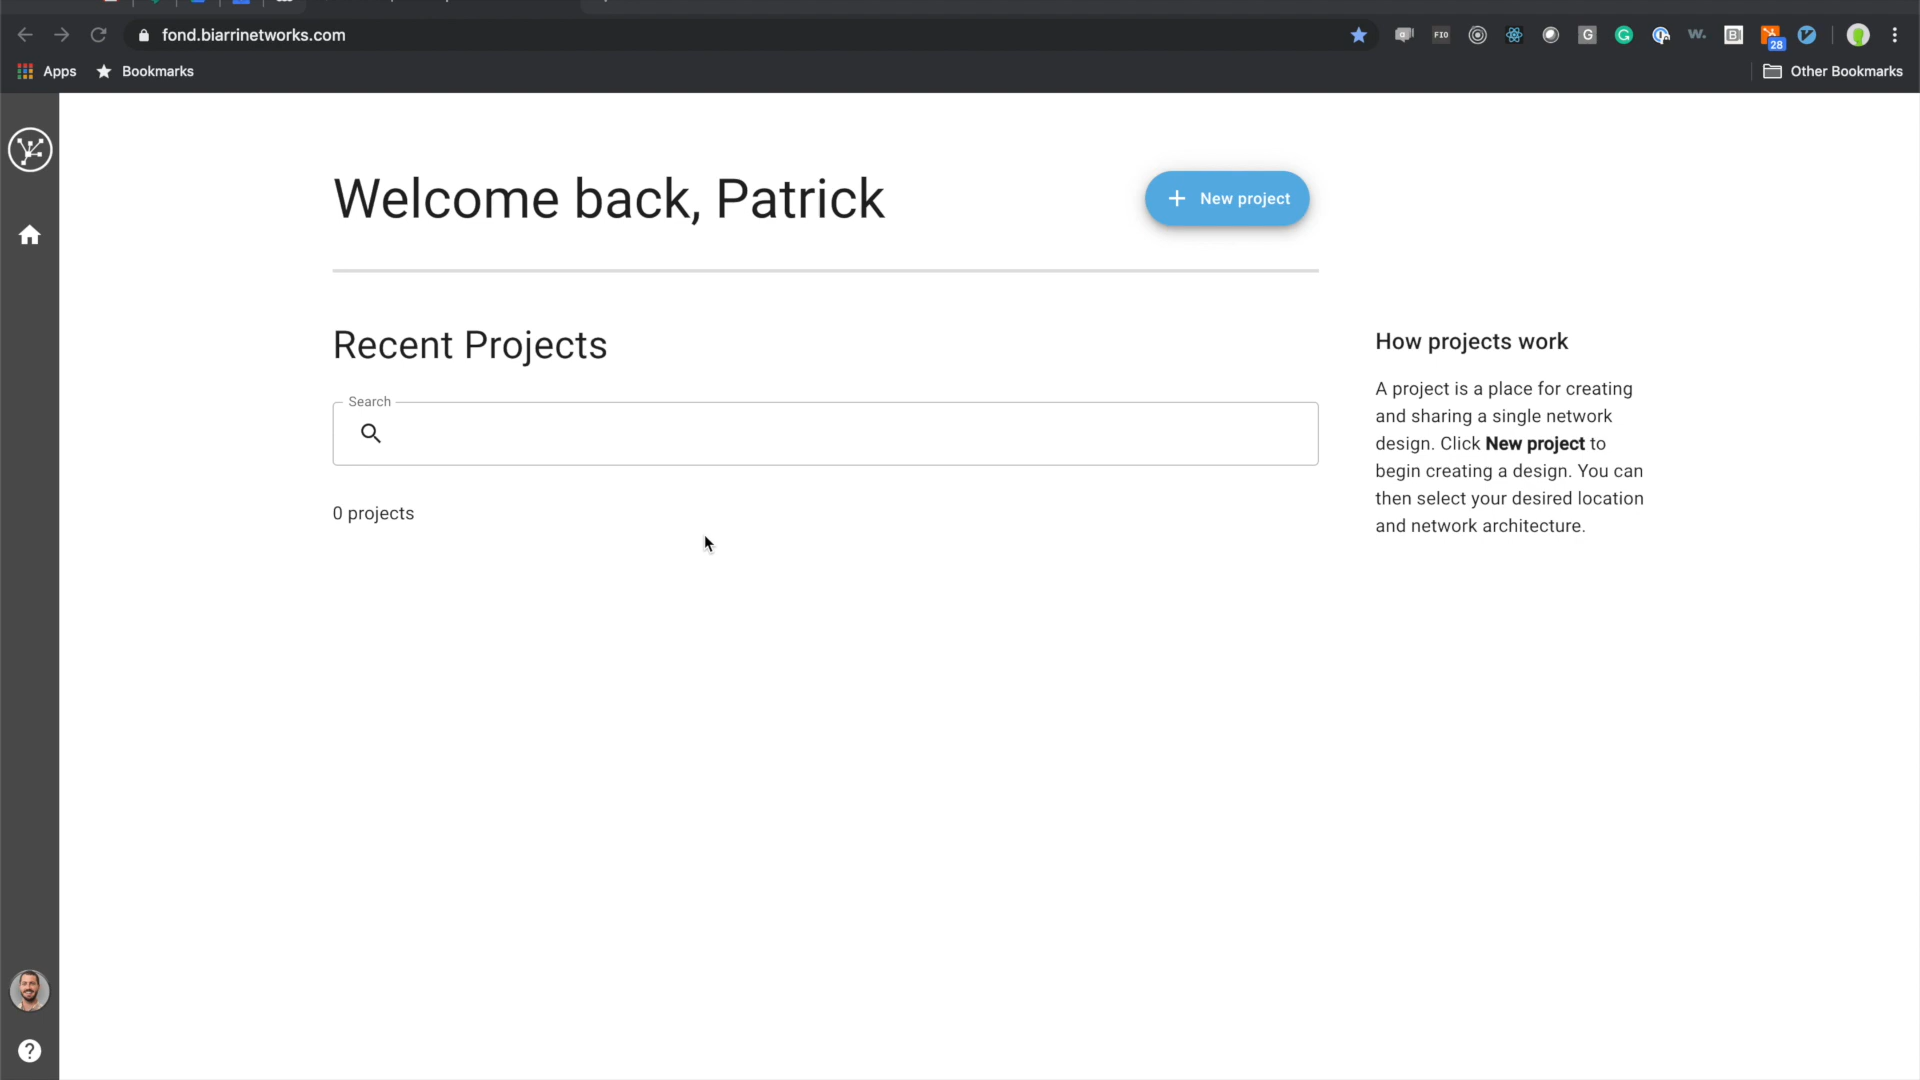 fond.biarrinetworks.com
FIO
G
G
W.
B
28
Apps
Bookmarks
Other Bookmarks
Welcome back, Patrick
New project
Recent Projects
Search
0 projects
How projects work
A project is a place for creating
and sharing a single network
design. Click New project to
begin creating a design. You can
then select your desired location
and network architecture.
?